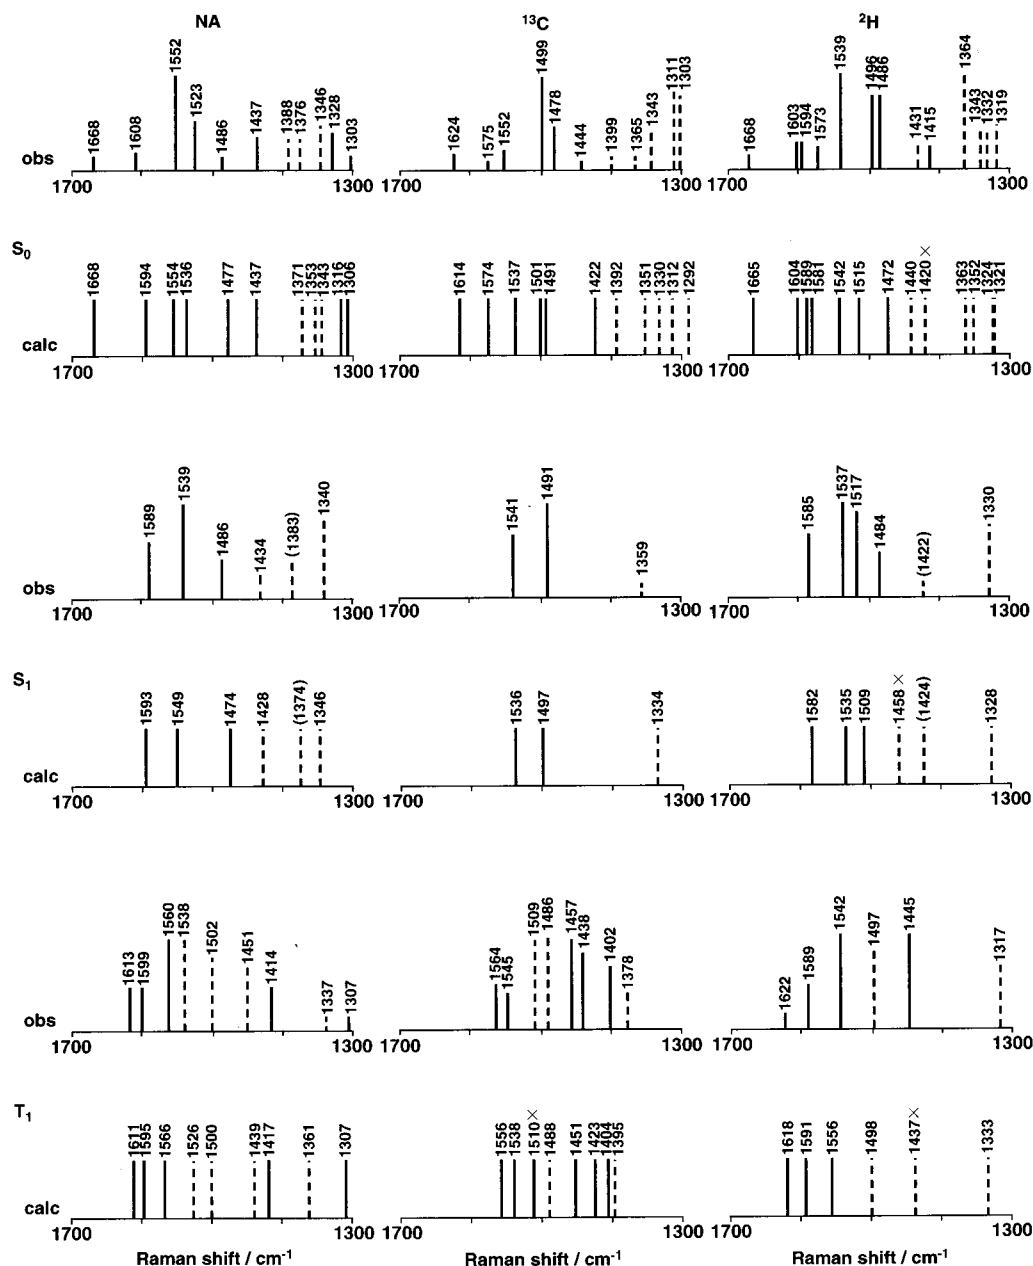 NA ¹³C ²H
1668 1608 1552 1523 1486 1437 1388 1376 1346 1328 1303
1624 1575 1552 1499 1478 1444 1399 1365 1343 1311 1303
1668 1603 1594 1573 1539 1496 1486 1431 1415 1364 1343 1332 1319
obs
1700 1300 1700 1300 1700 1300
S₀
1668 1594 1554 1536 1477 1437 1371 1353 1343 1316 1306
1614 1574 1537 1501 1491 1422 1392 1351 1330 1312 1292
1665 1604 1589 1581 1542 1515 1472 1440 1420 × 1363 1352 1324 1321
calc
1700 1300 1700 1300 1700 1300
1589 1539 1486 1434 (1383) 1340
1541 1491 1359
1585 1537 1517 1484 (1422) 1330
obs
1700 1300 1700 1300 1700 1300
S₁
1593 1549 1474 1428 (1374) 1346
1536 1497 1334
1582 1535 1509 1458 × (1424) 1328
calc
1700 1300 1700 1300 1700 1300
1613 1599 1560 1538 1502 1451 1414 1337 1307
1564 1545 1509 1486 1457 1438 1402 1378
1622 1589 1542 1497 1445 1317
obs
1700 1300 1700 1300 1700 1300
T₁
1611 1595 1566 1526 1500 1439 1417 1361 1307
1556 1538 1510 × 1488 1451 1423 1404 1395
1618 1591 1556 1498 1437 × 1333
calc
1700 1300 1700 1300 1700 1300
Raman shift / cm⁻¹ Raman shift / cm⁻¹ Raman shift / cm⁻¹